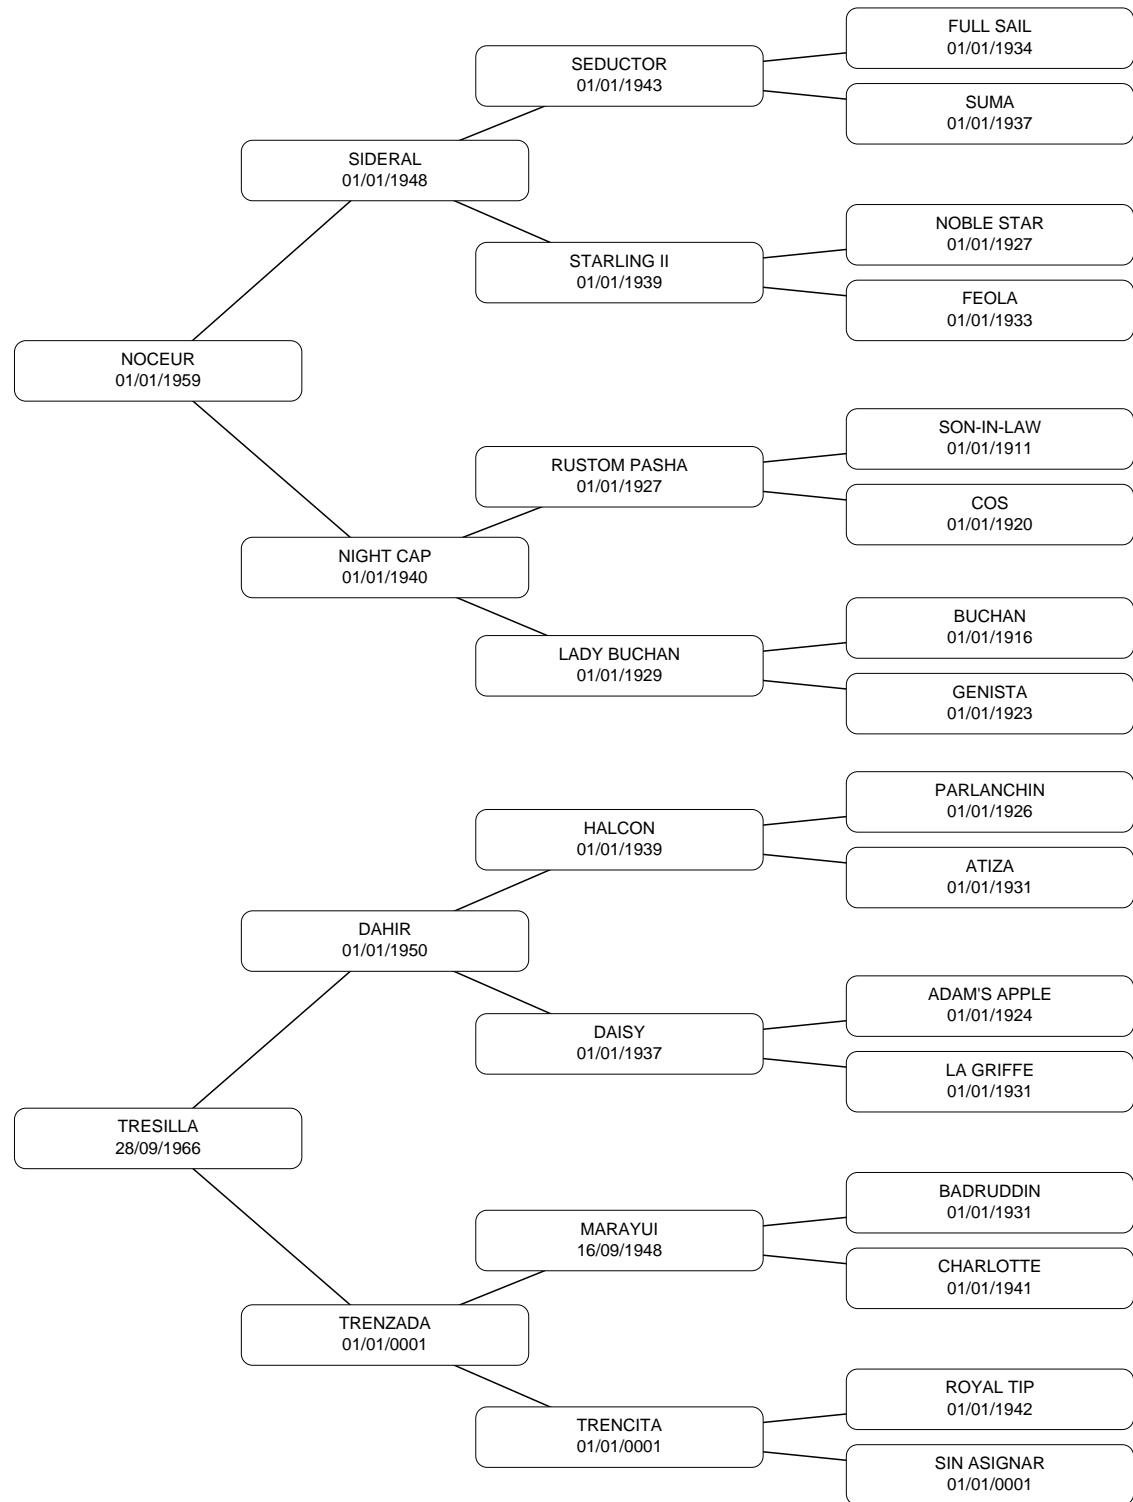 FULL SAIL
01/01/1934
SEDUCTOR
01/01/1943
SUMA
01/01/1937
SIDERAL
01/01/1948
NOBLE STAR
01/01/1927
STARLING II
01/01/1939
FEOLA
01/01/1933
NOCEUR
01/01/1959
SON-IN-LAW
01/01/1911
RUSTOM PASHA
01/01/1927
COS
01/01/1920
NIGHT CAP
01/01/1940
BUCHAN
01/01/1916
LADY BUCHAN
01/01/1929
GENISTA
01/01/1923
PARLANCHIN
01/01/1926
HALCON
01/01/1939
ATIZA
01/01/1931
DAHIR
01/01/1950
ADAM'S APPLE
01/01/1924
DAISY
01/01/1937
LA GRIFFE
01/01/1931
TRESILLA
28/09/1966
BADRUDDIN
01/01/1931
MARAYUI
16/09/1948
CHARLOTTE
01/01/1941
TRENZADA
01/01/0001
ROYAL TIP
01/01/1942
TRENCITA
01/01/0001
SIN ASIGNAR
01/01/0001